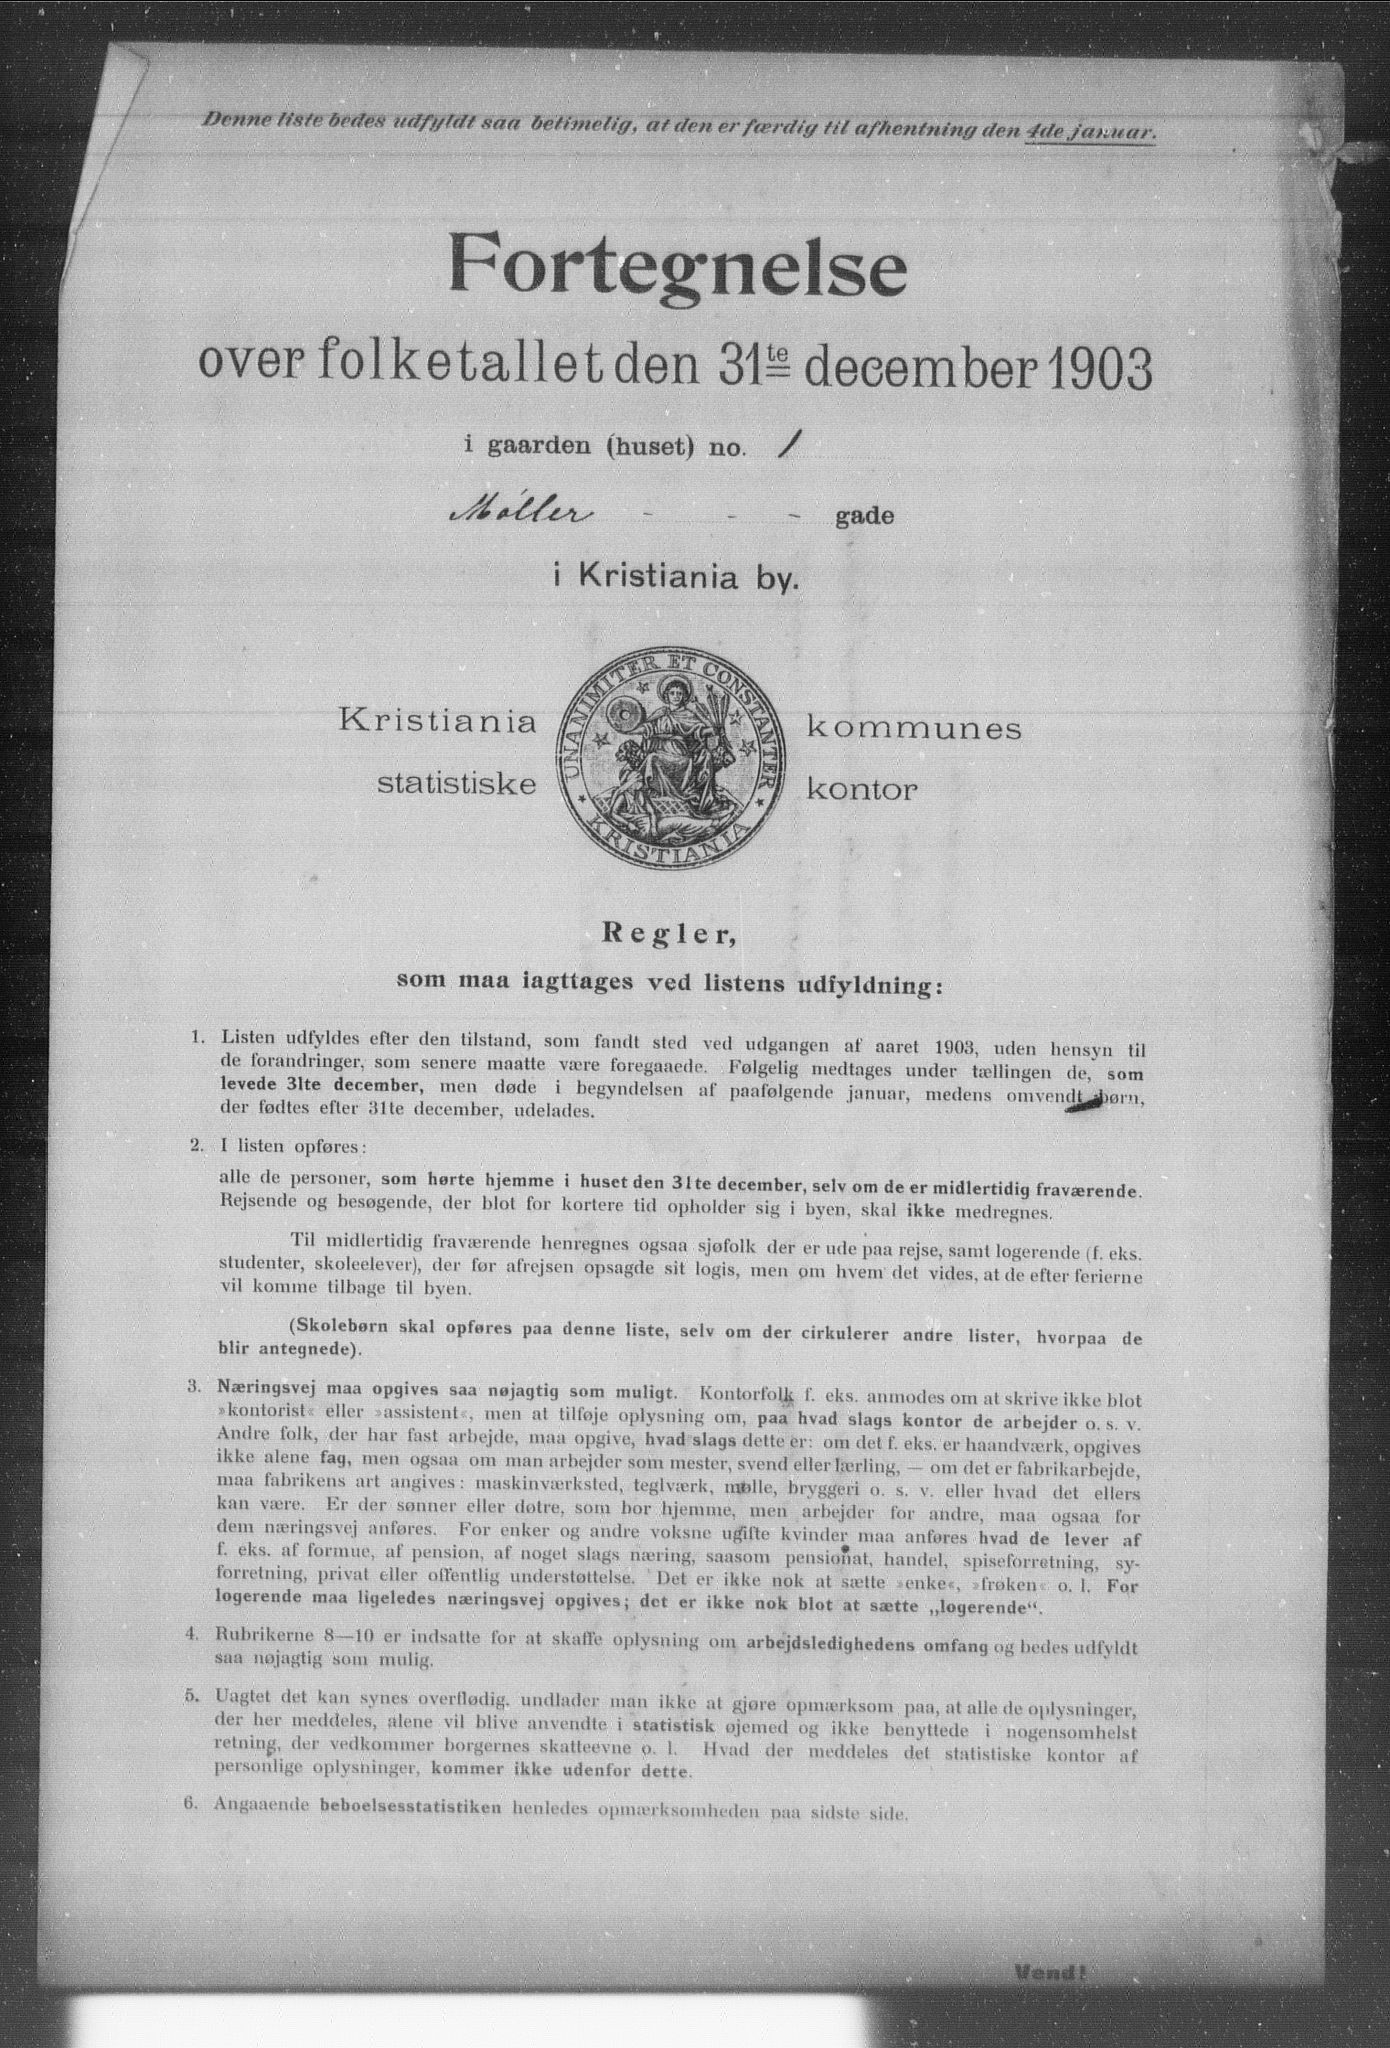 Denne liste bedes udfyldt saa betimelig, at den er færdig til afhentning den 4de januar.
Fortegnelse
over folketallet den 31te december 1903
i gaarden (huset) no. 1
Møller - - - gade
i Kristiania by.
UNANIMITER ET CONSTANTER
KRISTIANIA
Kristiania kommunes
statistiske kontor
Regler,
som maa iagttages ved listens udfyldning:
1. Listen udfyldes efter den tilstand, som fandt sted ved udgangen af aaret 1903, uden hensyn til
de forandringer, som senere maatte være foregaaede. Følgelig medtages under tællingen de, som
levede 31te december, men døde i begyndelsen af paafølgende januar, medens omvendt børn,
der fødtes efter 31te december, udelades.
2. I listen opføres:
alle de personer, som hørte hjemme i huset den 31te december, selv om de er midlertidig fraværende.
Rejsende og besøgende, der blot for kortere tid opholder sig i byen, skal ikke medregnes.
Til midlertidig fraværende henregnes ogsaa sjøfolk der er ude paa rejse, samt logerende (f. eks.
studenter, skoleelever), der før afrejsen opsagde sit logis, men om hvem det vides, at de efter ferierne
vil komme tilbage til byen.
(Skolebørn skal opføres paa denne liste, selv om der cirkulerer andre lister, hvorpaa de
blir antegnede).
3. Næringsvej maa opgives saa nøjagtig som muligt. Kontorfolk f. eks. anmodes om at skrive ikke blot
»kontorist« eller »assistent«, men at tilføje oplysning om, paa hvad slags kontor de arbejder o. s. v.
Andre folk, der har fast arbejde, maa opgive, hvad slags dette er: om det f. eks. er haandværk, opgives
ikke alene fag, men ogsaa om man arbejder som mester, svend eller lærling, — om det er fabrikarbejde,
maa fabrikens art angives: maskinværksted, teglværk, mølle, bryggeri o. s. v. eller hvad det ellers
kan være. Er der sønner eller døtre, som bor hjemme, men arbejder for andre, maa ogsaa for
dem næringsvej anføres. For enker og andre voksne ugifte kvinder maa anføres hvad de lever af
f. eks. af formue, af pension, af noget slags næring, saasom pensionat, handel, spiseforretning, sy-
forretning, privat eller offentlig understøttelse. Det er ikke nok at sætte »enke«, »frøken« o. l. For
logerende maa ligeledes næringsvej opgives; det er ikke nok blot at sætte „logerende“.
4. Rubrikerne 8—10 er indsatte for at skaffe oplysning om arbejdsledighedens omfang og bedes udfyldt
saa nøjagtig som mulig.
5. Uagtet det kan synes overflødig. undlader man ikke at gjøre opmærksom paa, at alle de oplysninger,
der her meddeles, alene vil blive anvendte i statistisk øjemed og ikke benyttede i nogensomhelst
retning, der vedkommer borgernes skatteevne o. l. Hvad der meddeles det statistiske kontor af
personlige oplysninger, kommer ikke udenfor dette.
6. Angaaende beboelsesstatistiken henledes opmærksomheden paa sidste side.
Vend!